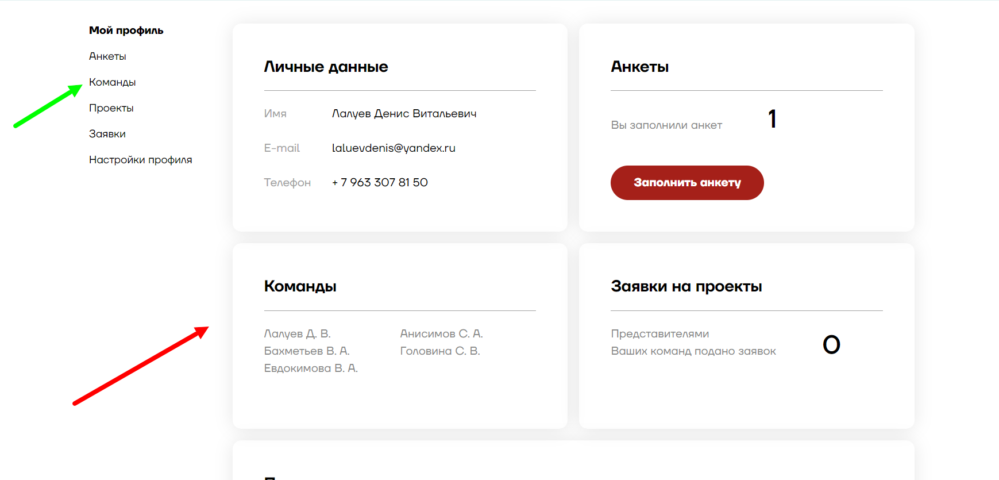 Мой профиль
Анкеты
Команды
Проекты
Заявки
Настройки профиля
Личные данные
Имя Лалуев Денис Витальевич
E-mail laluevdenis@yandex.ru
Телефон + 7 963 307 81 50
Анкеты
Вы заполнили анкет 1
Заполнить анкету
Команды
Лалуев Д. В. Анисимов С. А.
Бахметьев В. А. Головина С. В.
Евдокимова В. А.
Заявки на проекты
Представителями
Ваших команд подано заявок 0